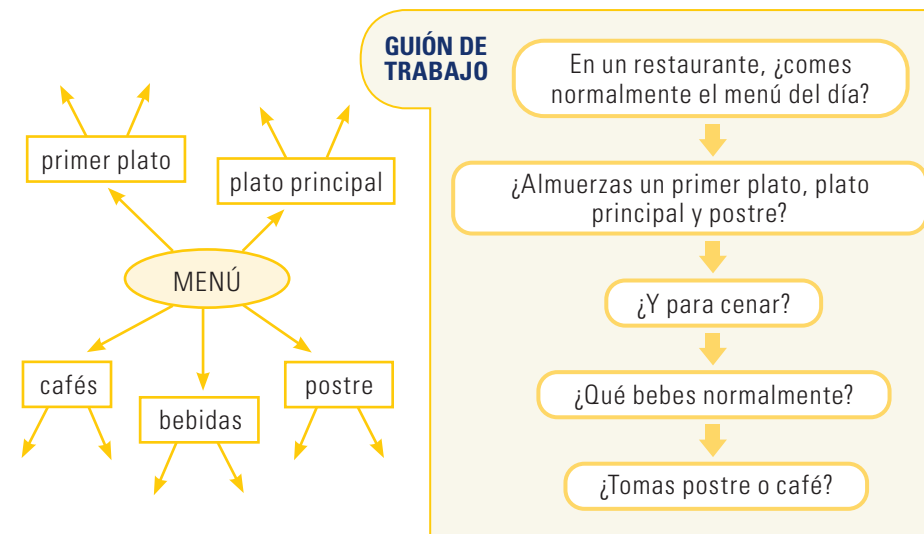 primer plato
plato principal
MENÚ
cafés
bebidas
postre
GUIÓN DE
TRABAJO
En un restaurante, ¿comes
normalmente el menú del día?
¿Almuerzas un primer plato, plato
principal y postre?
¿Y para cenar?
¿Qué bebes normalmente?
¿Tomas postre o café?